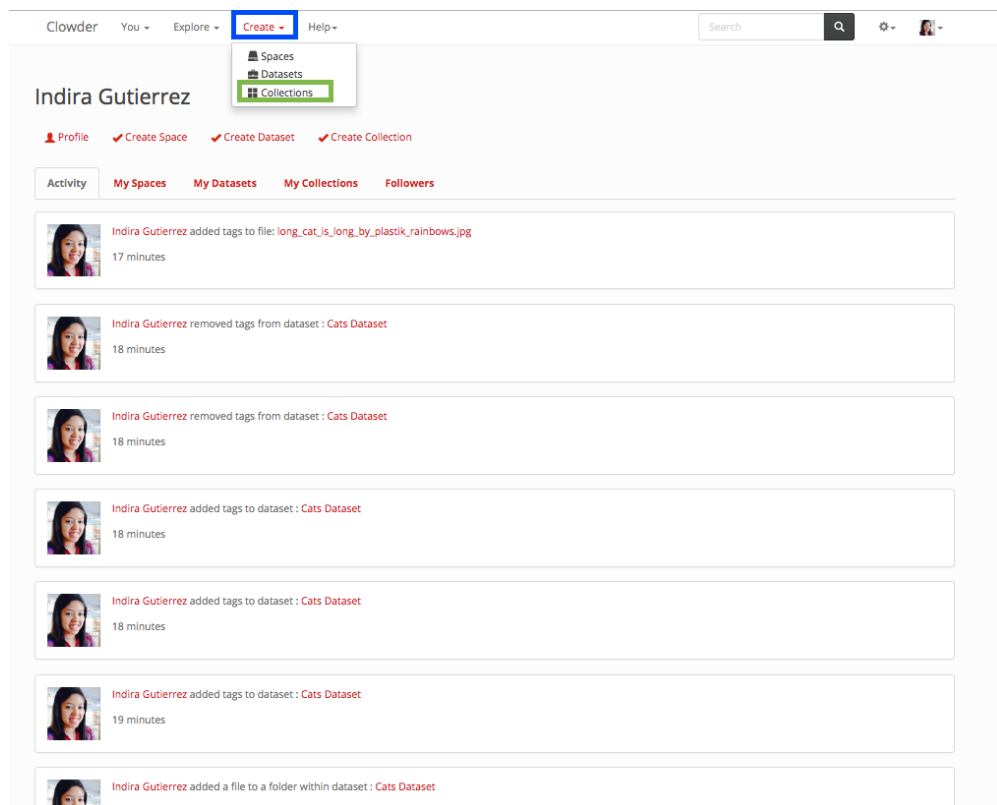 Clowder You Explore Create Help Search
Spaces
Datasets
Collections
Indira Gutierrez
Profile Create Space Create Dataset Create Collection
Activity My Spaces My Datasets My Collections Followers
Indira Gutierrez added tags to file: long_cat_is_long_by_plastik_rainbows.jpg
17 minutes
Indira Gutierrez removed tags from dataset : Cats Dataset
18 minutes
Indira Gutierrez removed tags from dataset : Cats Dataset
18 minutes
Indira Gutierrez added tags to dataset : Cats Dataset
18 minutes
Indira Gutierrez added tags to dataset : Cats Dataset
18 minutes
Indira Gutierrez added tags to dataset : Cats Dataset
19 minutes
Indira Gutierrez added a file to a folder within dataset : Cats Dataset